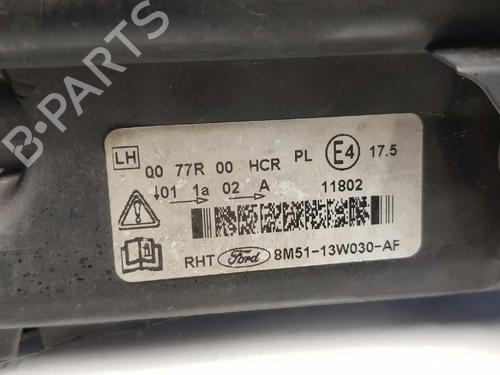 B-PARTS
LH 00 77R 00 HCR PL E4 17.5
01 1a 02 A 11802
RHT Ford 8M51-13W030-AF